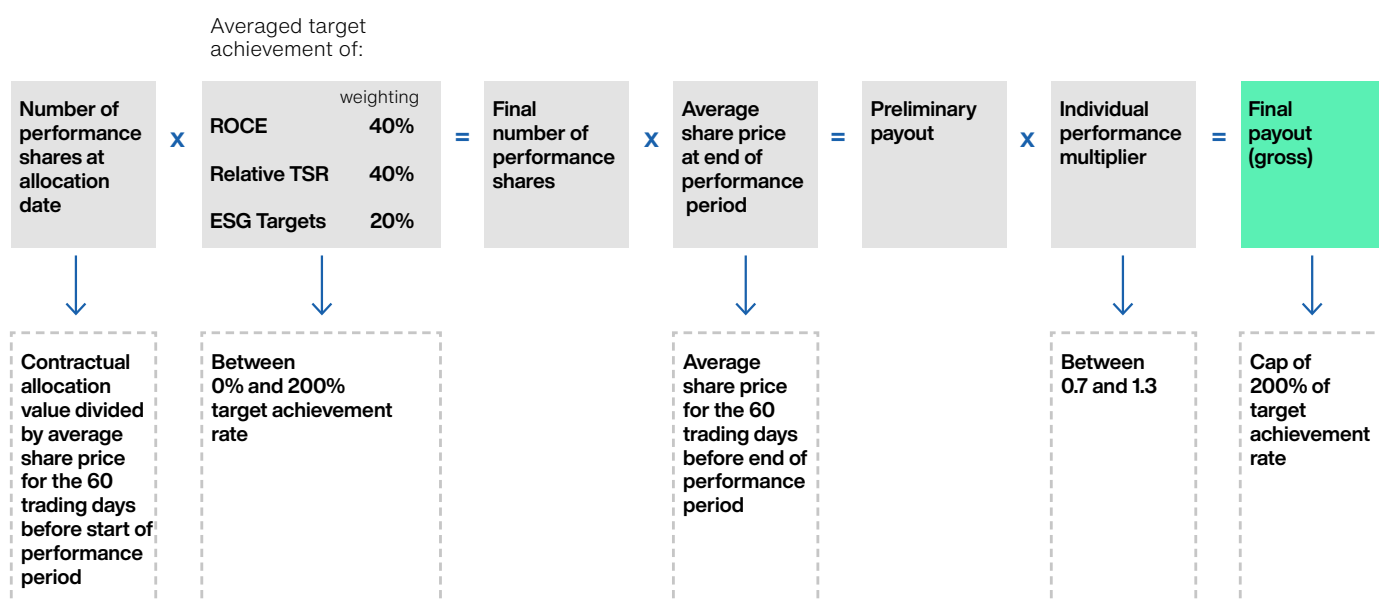 Averaged target
achievement of:
Number of
performance
shares at
allocation
date
x
weighting
ROCE 40%
Relative TSR 40%
ESG Targets 20%
=
Final
number of
performance
shares
x
Average
share price
at end of
performance
period
=
Preliminary
payout
x
Individual
performance
multiplier
=
Final
payout
(gross)
Contractual
allocation
value divided
by average
share price
for the 60
trading days
before start of
performance
period
Between
0% and 200%
target achievement
rate
Average
share price
for the 60
trading days
before end of
performance
period
Between
0.7 and 1.3
Cap of
200% of
target
achievement
rate